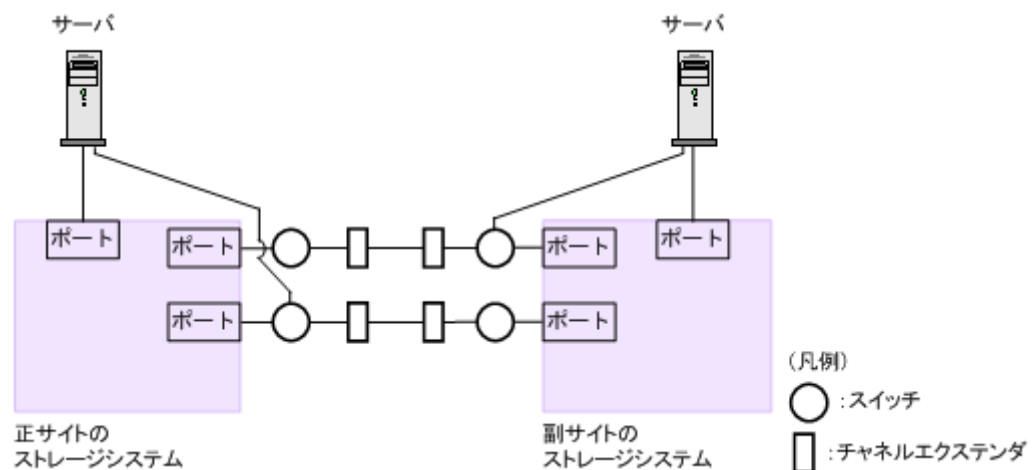 サーバ
サーバ
ポート
ポート
ポート
ポート
ポート
ポート
(凡例)
:スイッチ
:チャネルエクステンダ
正サイトの
ストレージシステム
副サイトの
ストレージシステム